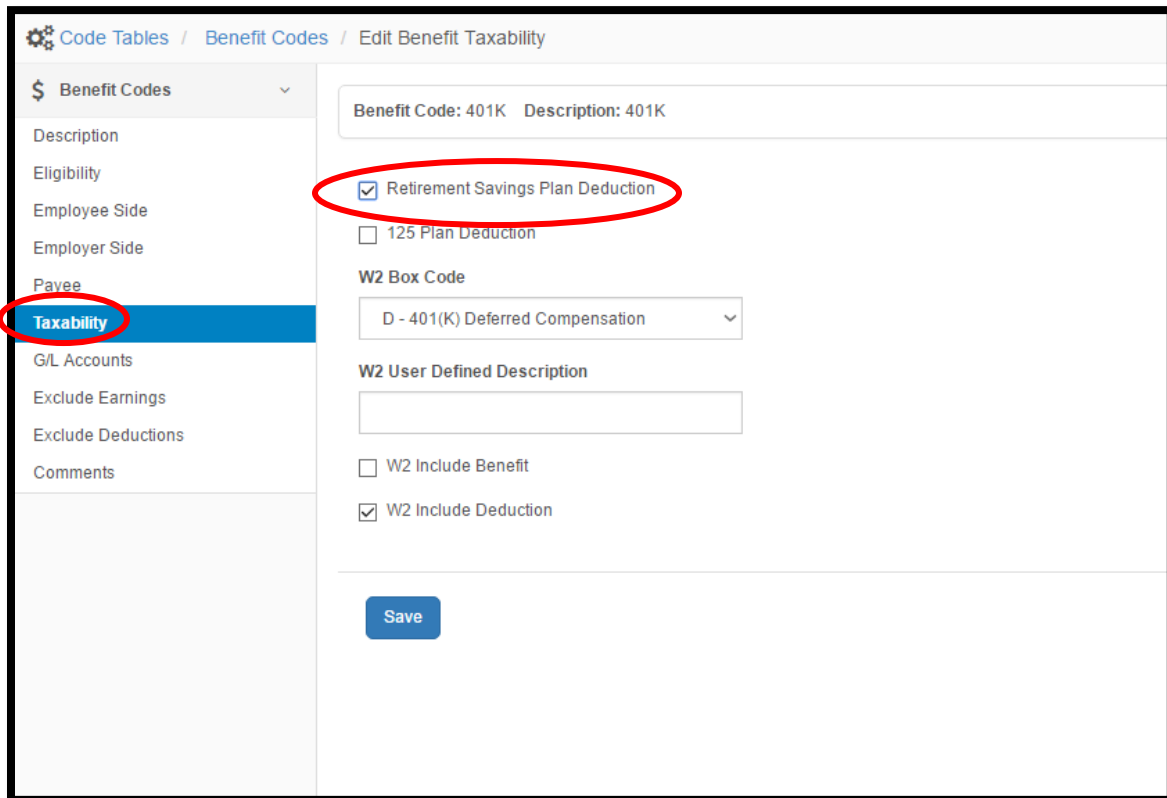 Code Tables / Benefit Codes / Edit Benefit Taxability
$ Benefit Codes
Description
Eligibility
Employee Side
Employer Side
Payee
Taxability
G/L Accounts
Exclude Earnings
Exclude Deductions
Comments
Benefit Code: 401K Description: 401K
Retirement Savings Plan Deduction
125 Plan Deduction
W2 Box Code
D - 401(K) Deferred Compensation
W2 User Defined Description
W2 Include Benefit
W2 Include Deduction
Save